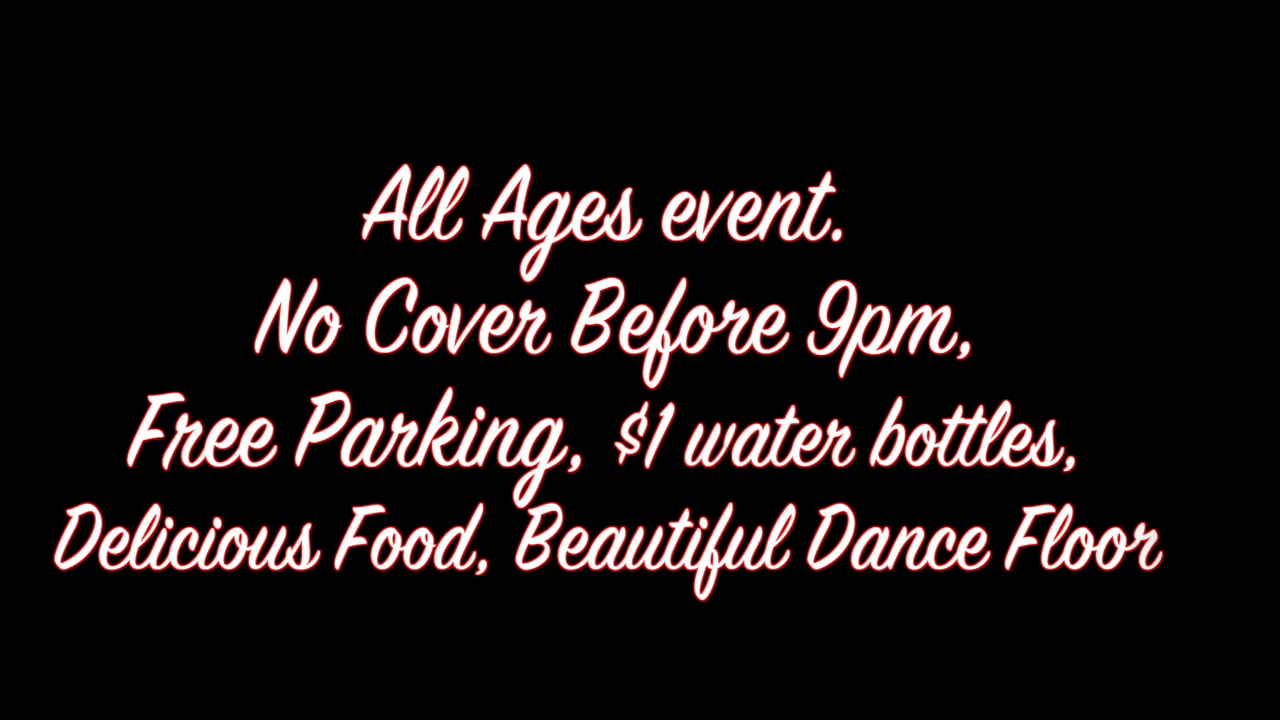 All Ages event.
No Cover Before 9pm,
Free Parking, $1 water bottles,
Delicious Food, Beautiful Dance Floor